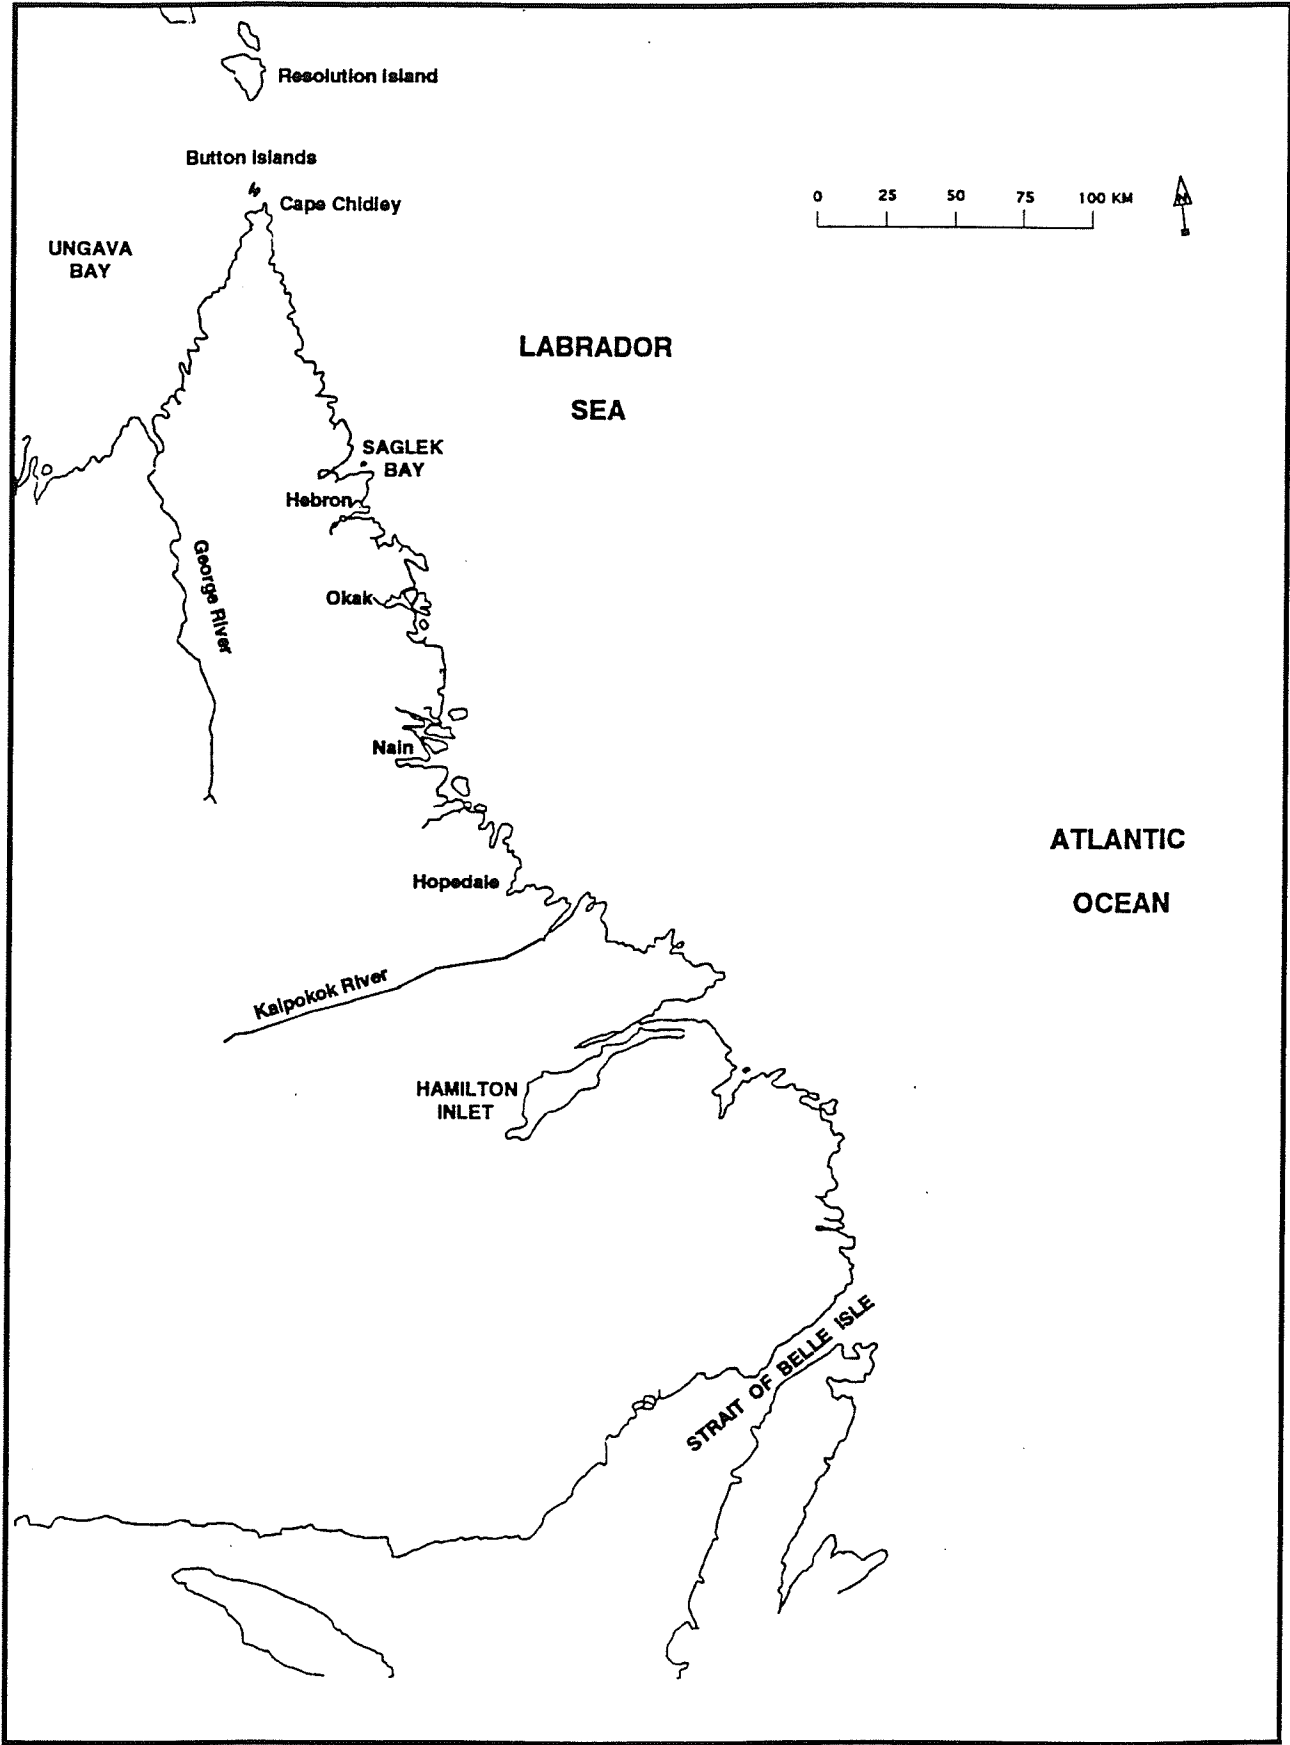 Resolution Island
Button Islands
Cape Chidley
0 25 50 75 100 KM
N
UNGAVA
BAY
LABRADOR
SEA
SAGLEK
BAY
Hebron
George River
Okak
Nain
ATLANTIC
OCEAN
Hopedale
Kaipokok River
HAMILTON
INLET
STRAIT OF BELLE ISLE